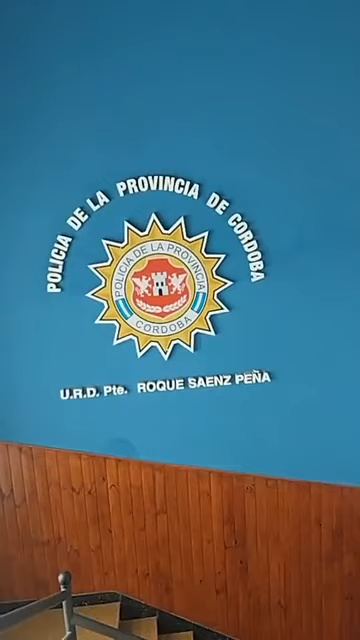 POLICIA DE LA PROVINCIA DE CORDOBA
POLICIA DE LA PROVINCIA
CORDOBA
U.R.D. Pte. ROQUE SAENZ PEÑA